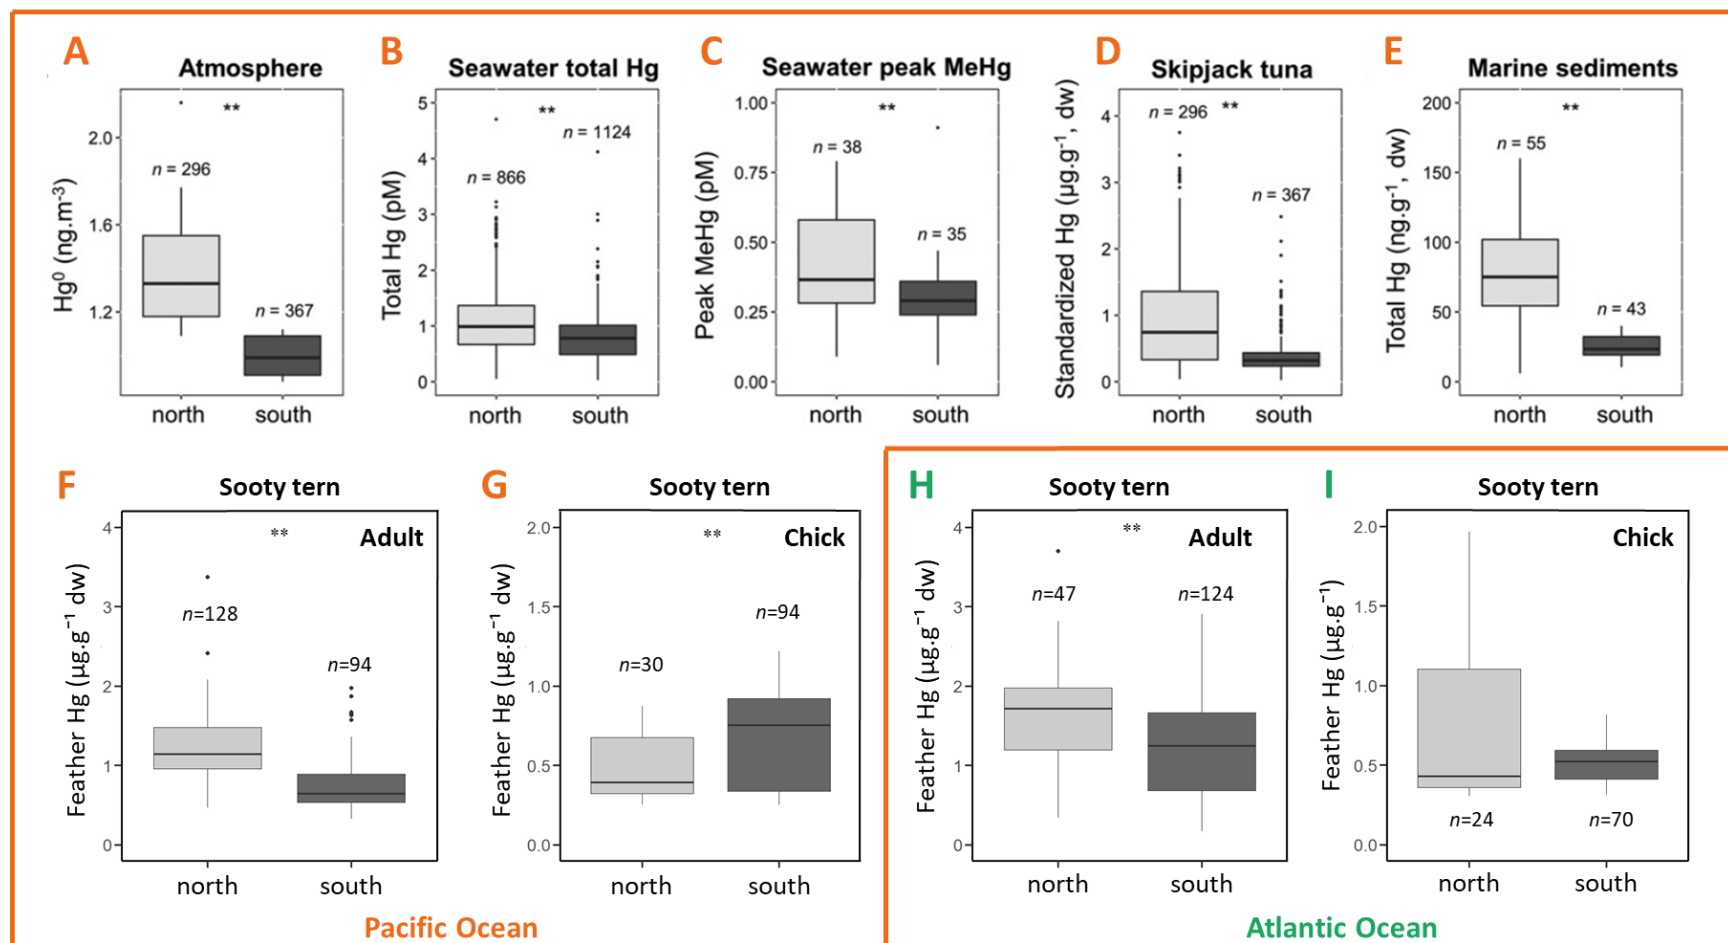 A
Atmosphere
Hg⁰ (ng.m⁻³)
2.0
1.6
1.2
**
n = 296
n = 367
north
south
B
Seawater total Hg
Total Hg (pM)
5
4
3
2
1
0
**
n = 1124
n = 866
north
south
C
Seawater peak MeHg
Peak MeHg (pM)
1.00
0.75
0.50
0.25
0.00
**
n = 38
n = 35
north
south
D
Skipjack tuna
Standardized Hg (µg.g⁻¹, dw)
4
3
2
1
0
n = 296
**
n = 367
north
south
E
Marine sediments
Total Hg (ng.g⁻¹, dw)
200
150
100
50
0
**
n = 55
n = 43
north
south
F
Sooty tern
Feather Hg (µg.g⁻¹ dw)
4
3
2
1
0
**
Adult
n=128
n=94
north
south
G
Sooty tern
Feather Hg (µg.g⁻¹ dw)
2.0
1.5
1.0
0.5
0.0
**
Chick
n=94
n=30
north
south
Pacific Ocean
H
Sooty tern
Feather Hg (µg.g⁻¹ dw)
4
3
2
1
0
**
Adult
n=47
n=124
north
south
I
Sooty tern
Feather Hg (µg.g⁻¹)
2.0
1.5
1.0
0.5
0.0
Chick
n=24
n=70
north
south
Atlantic Ocean